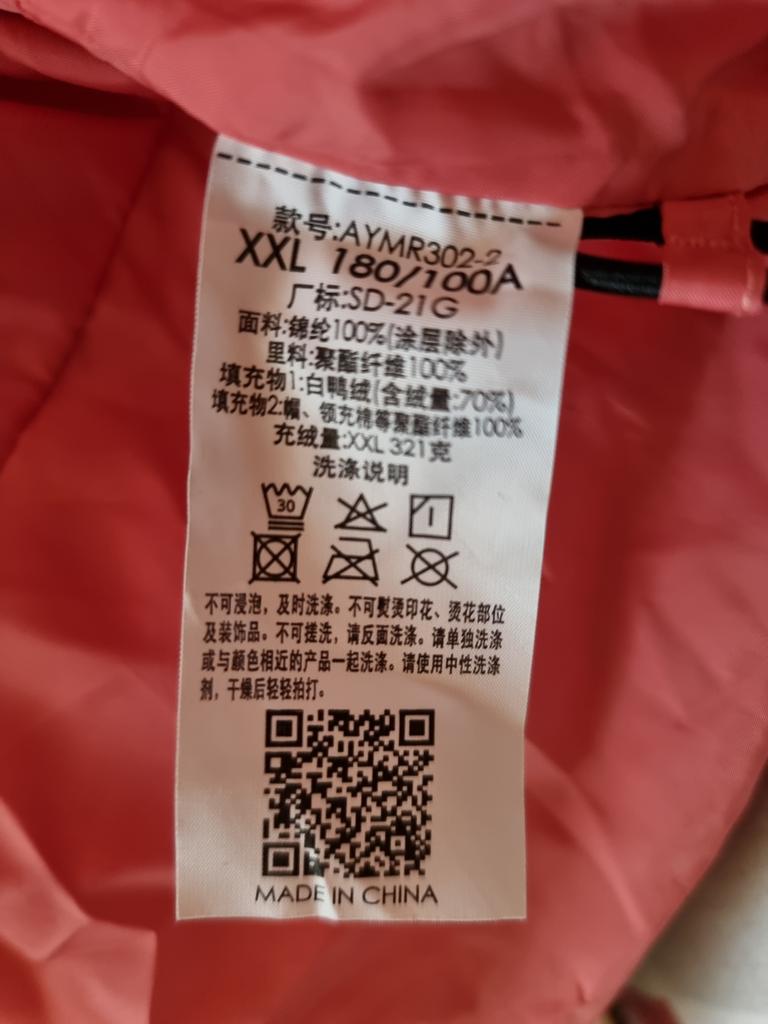 款号:AYMR302-2
XXL 180/100A
厂标:SD-21G
面料:锦纶100%(涂层除外)
里料:聚酯纤维100%
填充物1:白鸭绒(含绒量:70%)
填充物2:帽、领充棉等聚酯纤维100%
充绒量:XXL 321克
洗涤说明
30
不可浸泡，及时洗涤。不可熨烫印花、烫花部位
及装饰品。不可搓洗，请反面洗涤。请单独洗涤
或与颜色相近的产品一起洗涤。请使用中性洗涤
剂，干燥后轻轻拍打。
MADE IN CHINA